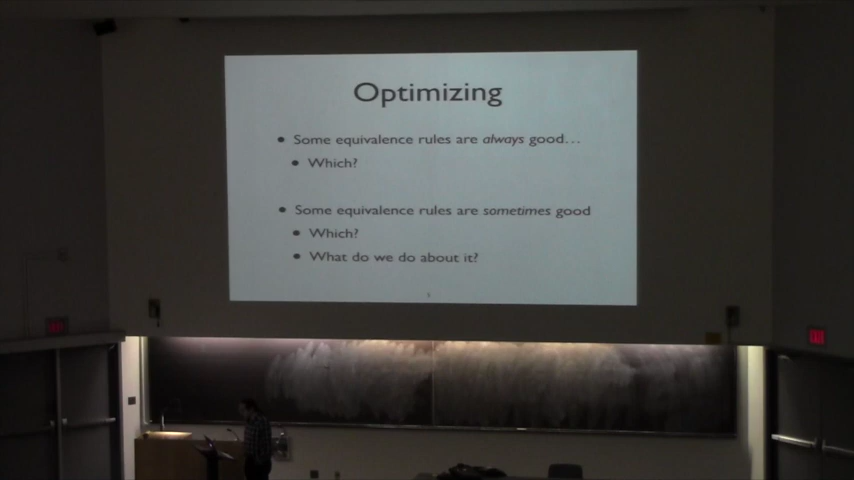 Optimizing
• Some equivalence rules are always good…
• Which?
• Some equivalence rules are sometimes good
• Which?
• What do we do about it?